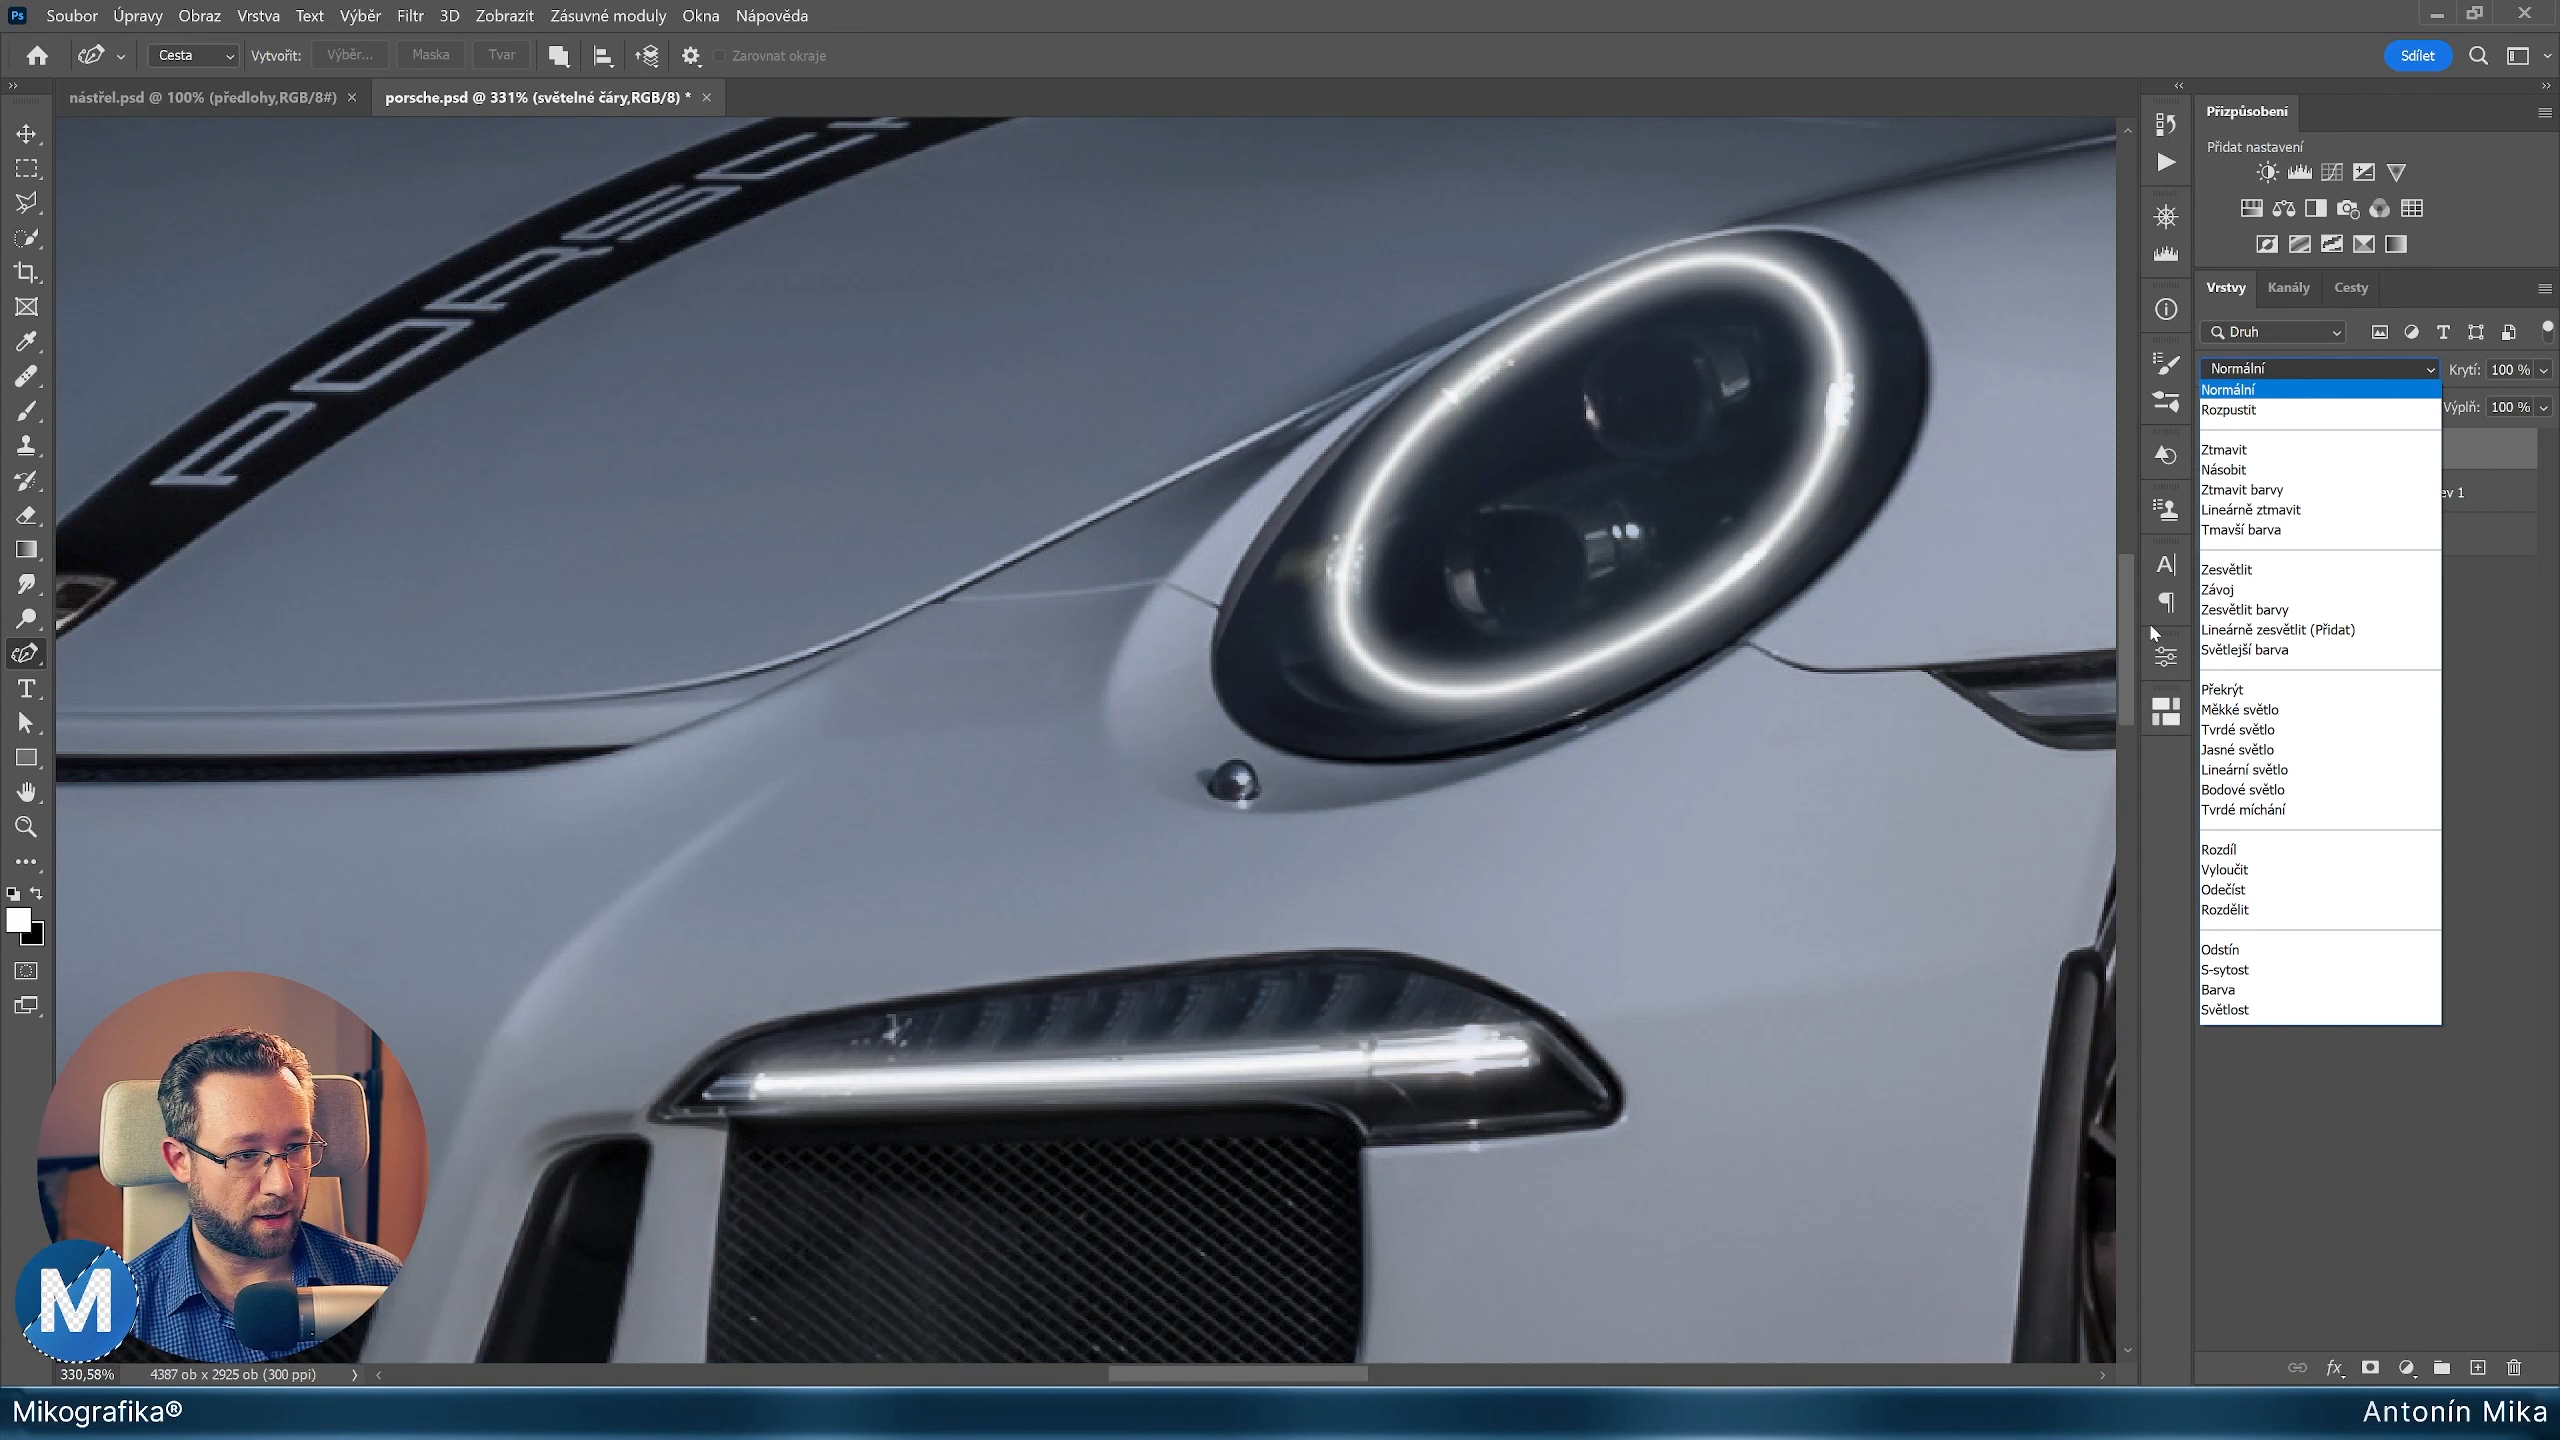 Ps Soubor Úpravy Obraz Vrstva Text Výběr Filtr 3D Zobrazit Zásuvné moduly Okna Nápověda
Cesta Vytvořit: Výběr... Maska Tvar Zarovnat okraje Sdílet
nástřel.psd @ 100% (předlohy,RGB/8#) × porsche.psd @ 331% (světelné čáry,RGB/8) * ×
Přizpůsobení
Přidat nastavení
Vrstvy Kanály Cesty
Druh
Normální Krytí: 100 %
Výplň: 100 %
Normální
Rozpustit
Ztmavit
Násobit
ev 1
Ztmavit barvy
Lineárně ztmavit
Tmavší barva
Zesvětlit
Závoj
Zesvětlit barvy
Lineárně zesvětlit (Přidat)
Světlejší barva
Překrýt
Měkké světlo
Tvrdé světlo
Jasné světlo
Lineární světlo
Bodové světlo
Tvrdé míchání
Rozdíl
Vyloučit
Odečíst
Rozdělit
Odstín
S-sytost
Barva
Světlost
PORSCH
M
330,58% 4387 ob x 2925 ob (300 ppi)
Mikografika® Antonín Mika